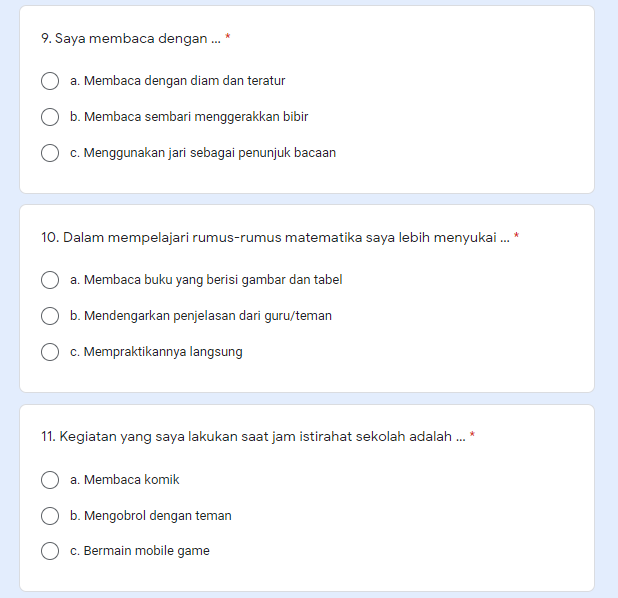 9. Saya membaca dengan ... *
a. Membaca dengan diam dan teratur
b. Membaca sembari menggerakkan bibir
c. Menggunakan jari sebagai penunjuk bacaan
10. Dalam mempelajari rumus-rumus matematika saya lebih menyukai ... *
a. Membaca buku yang berisi gambar dan tabel
b. Mendengarkan penjelasan dari guru/teman
c. Mempraktikannya langsung
11. Kegiatan yang saya lakukan saat jam istirahat sekolah adalah ... *
a. Membaca komik
b. Mengobrol dengan teman
c. Bermain mobile game